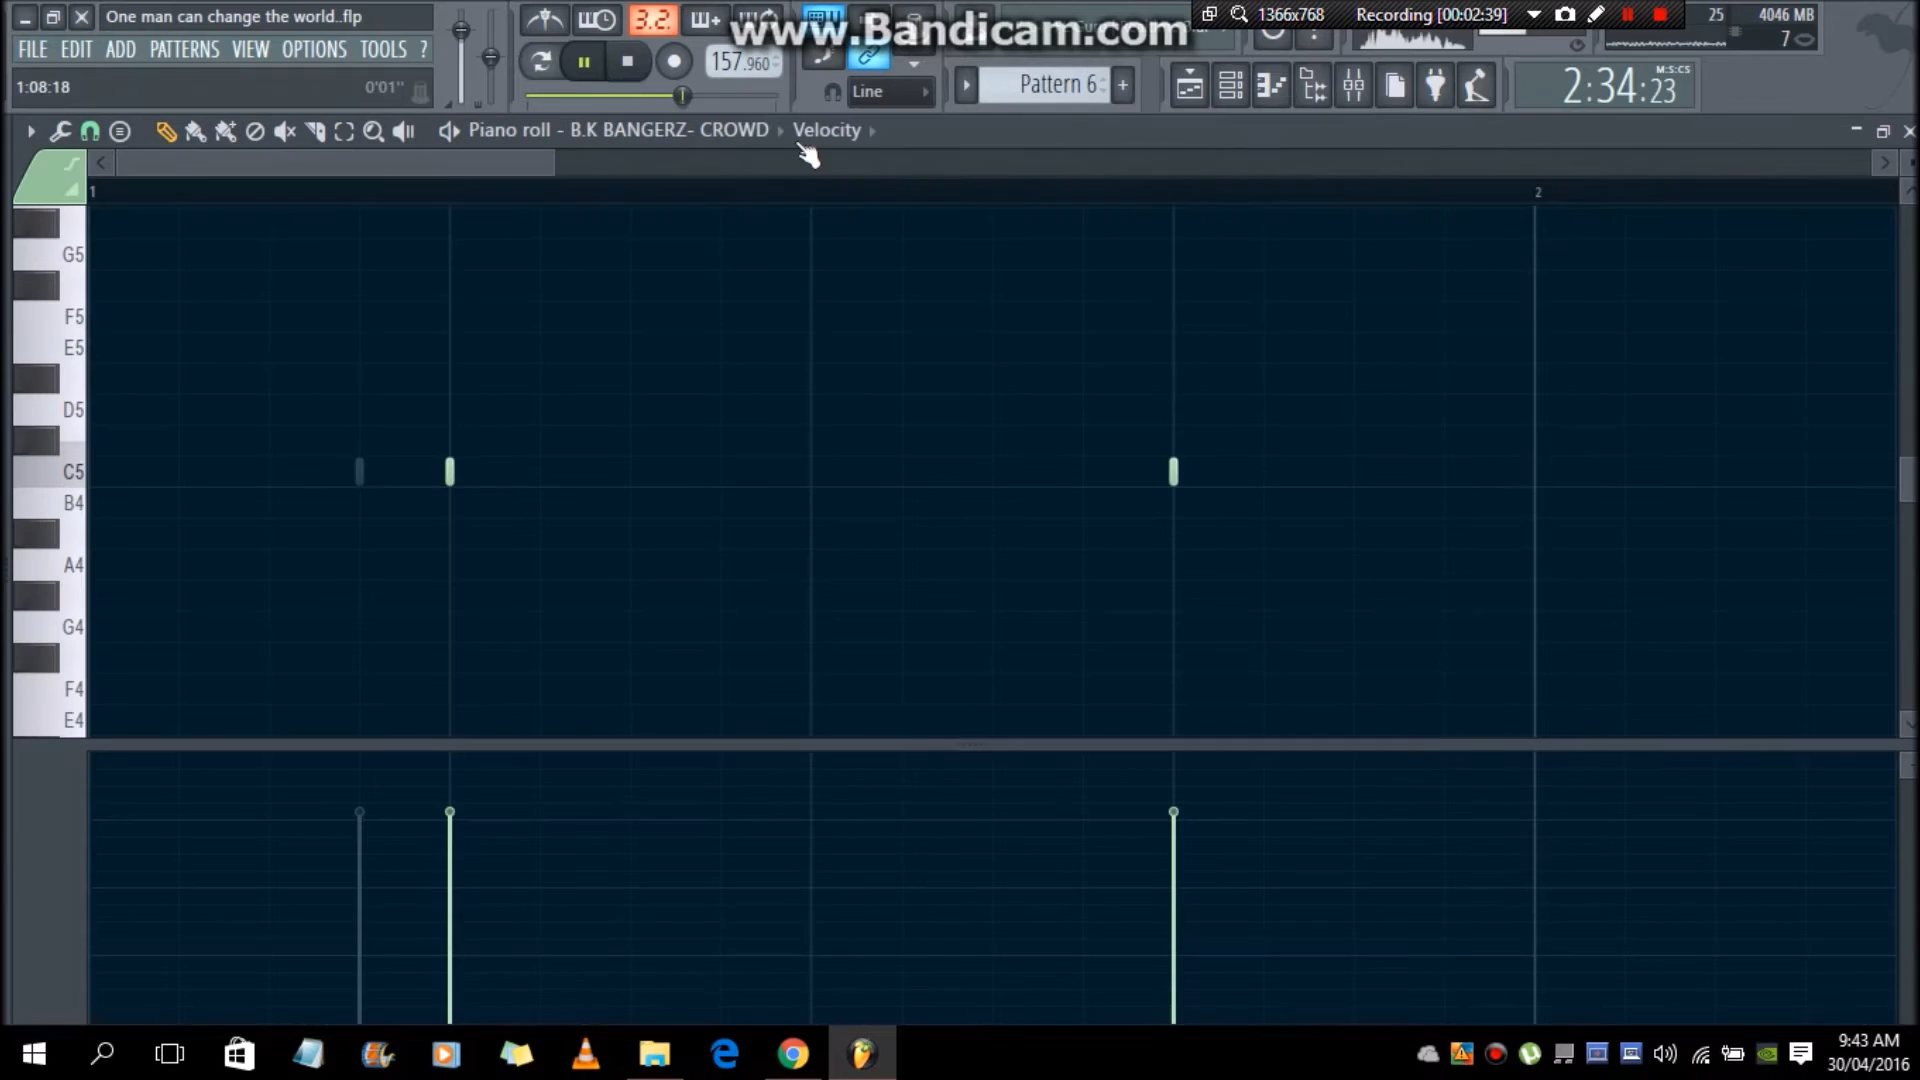 One man can change the world..flp
www.Bandicam.com
1366x768
Recording [00:02:39]
25
4046 MB
7
3.2.
FILE EDIT ADD PATTERNS VIEW OPTIONS TOOLS ?
157.960
1:08:18
0'01"
Line
Pattern 6
2:34:23
M:S:CS
Piano roll - B.K BANGERZ- CROWD
Velocity
1
2
G5
F5
E5
D5
C5
B4
A4
G4
F4
E4
9:43 AM
30/04/2016